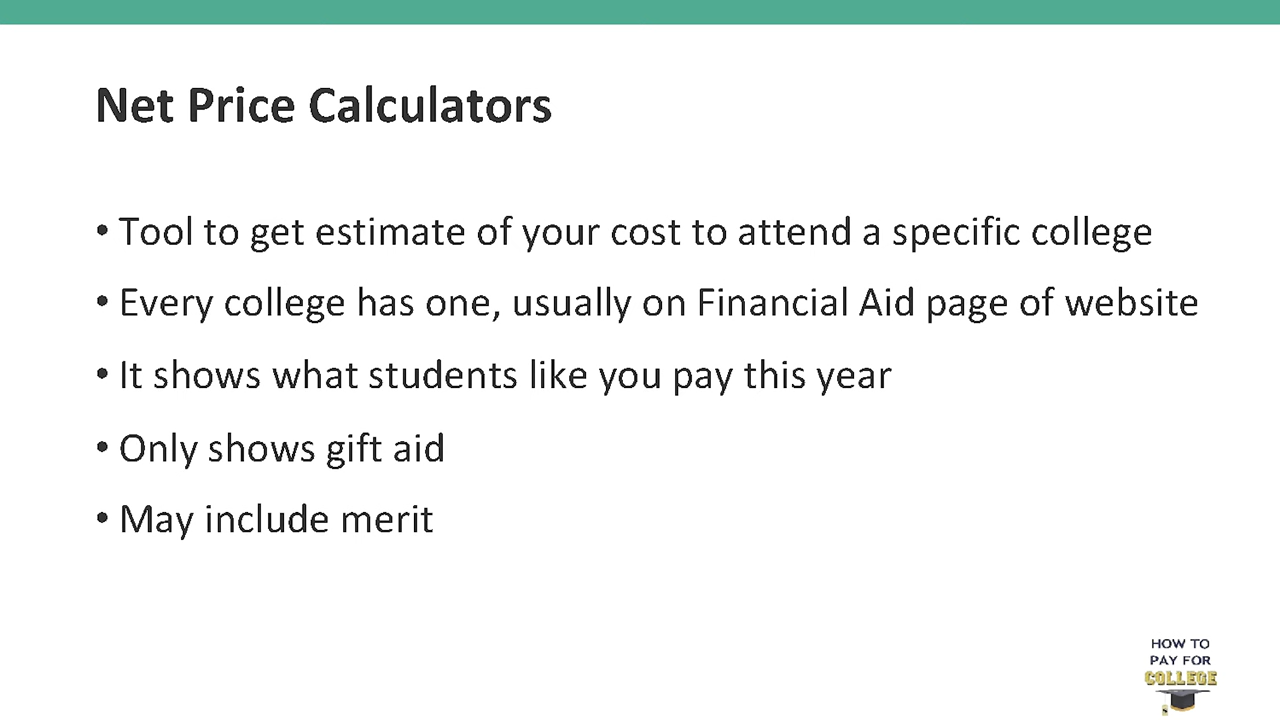 Net Price Calculators
• Tool to get estimate of your cost to attend a specific college
• Every college has one, usually on Financial Aid page of website
• It shows what students like you pay this year
• Only shows gift aid
• May include merit
HOW TO
PAY FOR
COLLEGE